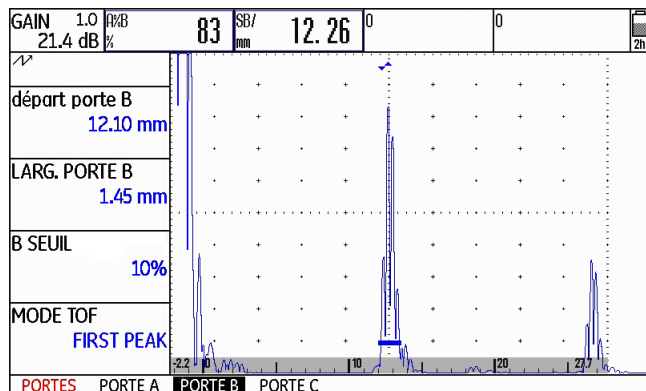 GAIN 1.0
21.4 dB
A%B
%
83
SB/
mm
12.26
0
0
2h
départ porte B
12.10 mm
LARG. PORTE B
1.45 mm
B SEUIL
10%
MODE TOF
FIRST PEAK
-2.2 0 10 20 27.0
PORTES PORTE A PORTE B PORTE C